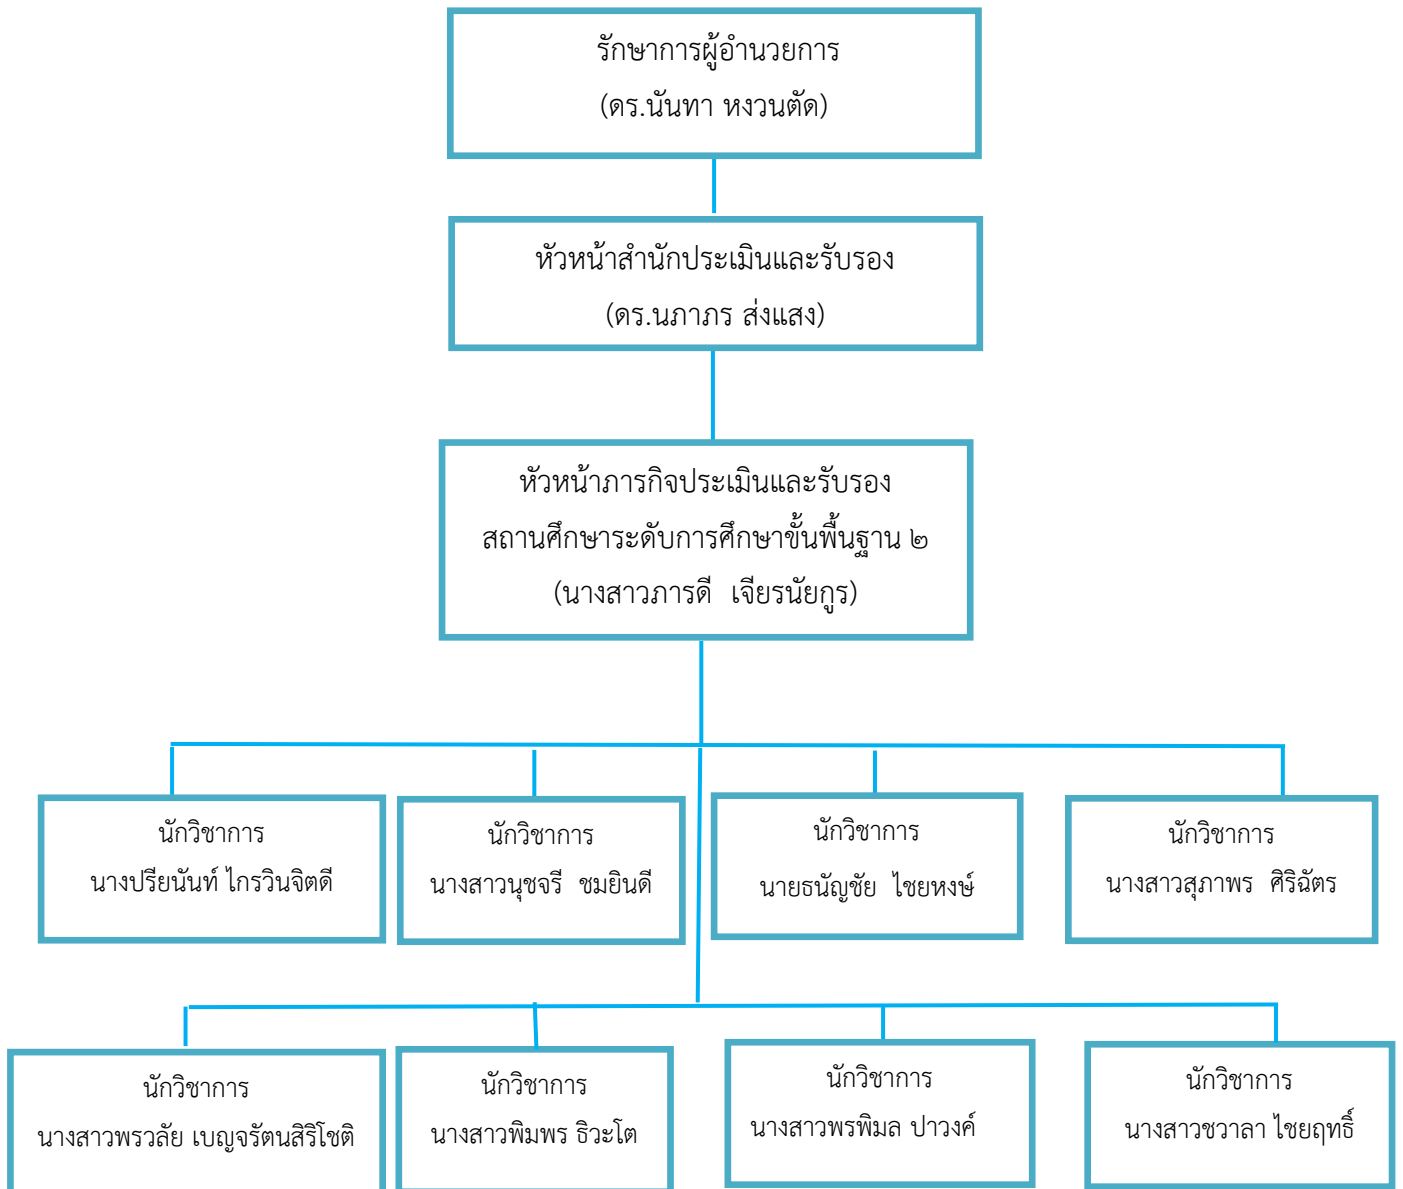 รักษาการผู้อำนวยการ
(ดร.นันทา หงวนตัด)
หัวหน้าสำนักประเมินและรับรอง
(ดร.นภาภร ส่งแสง)
หัวหน้าภารกิจประเมินและรับรอง
สถานศึกษาระดับการศึกษาขั้นพื้นฐาน ๒
(นางสาวภารดี เจียรนัยกูร)
นักวิชาการ
นางปรียนันท์ ไกรวินจิตดี
นักวิชาการ
นางสาวนุชจรี ชมยินดี
นักวิชาการ
นายธนัญชัย ไชยหงษ์
นักวิชาการ
นางสาวสุภาพร ศิริฉัตร
นักวิชาการ
นางสาวพรวลัย เบญจรัตนสิริโชติ
นักวิชาการ
นางสาวพิมพร ธิวะโต
นักวิชาการ
นางสาวพรพิมล ปาวงค์
นักวิชาการ
นางสาวชวาลา ไชยฤทธิ์